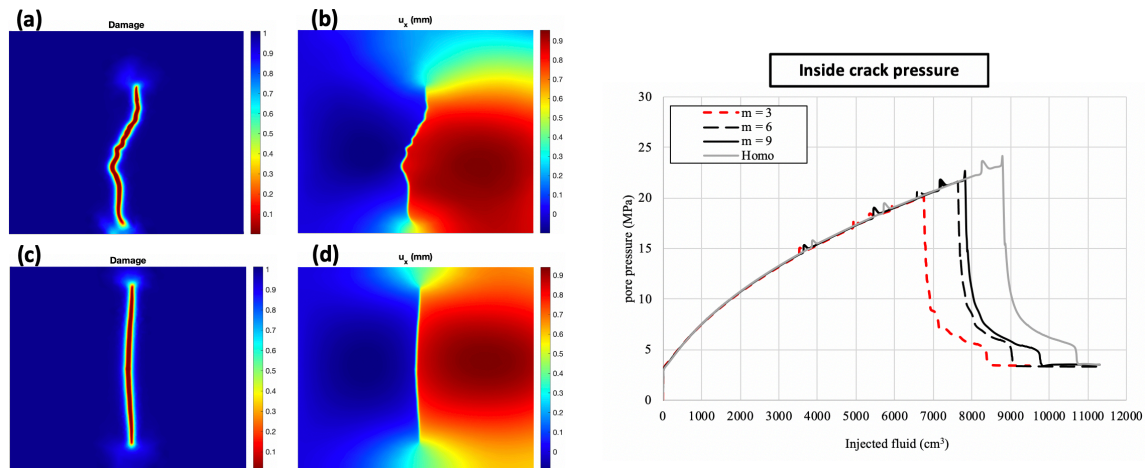 (a)
Damage
1
0.9
0.8
0.7
0.6
0.5
0.4
0.3
0.2
0.1
(b)
uₓ (mm)
0.9
0.8
0.7
0.6
0.5
0.4
0.3
0.2
0.1
0
(c)
Damage
1
0.9
0.8
0.7
0.6
0.5
0.4
0.3
0.2
0.1
(d)
uₓ (mm)
0.9
0.8
0.7
0.6
0.5
0.4
0.3
0.2
0.1
0
Inside crack pressure
30
25
20
15
10
5
0
pore pressure (MPa)
m = 3
m = 6
m = 9
Homo
0 1000 2000 3000 4000 5000 6000 7000 8000 9000 10000 11000
Injected fluid (cm³)